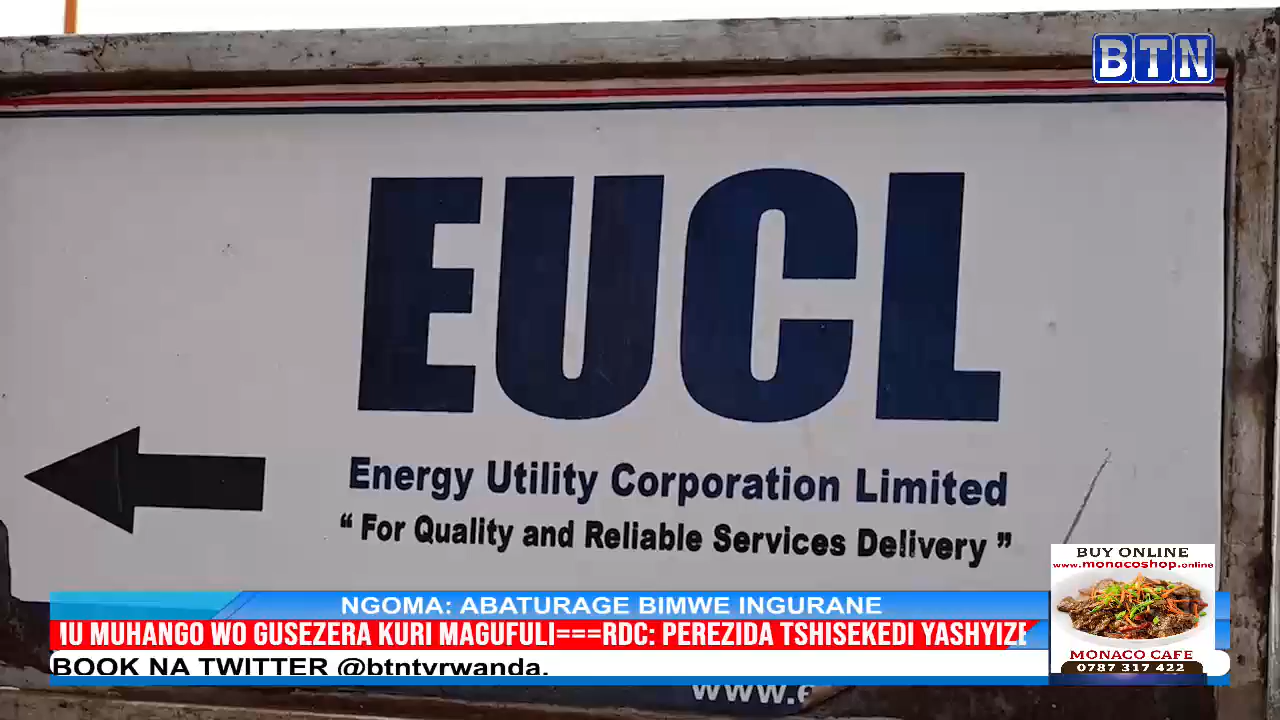 BTN
EUCL
Energy Utility Corporation Limited
“ For Quality and Reliable Services Delivery ”
BUY ONLINE
www.monacoshop.online
NGOMA: ABATURAGE BIMWE INGURANE
MUHANGO WO GUSEZERA KURI MAGUFULI===RDC: PEREZIDA TSHISEKEDI YASHYIZE
MONACO CAFE
0787 317 422
BOOK NA TWITTER @btntvrwanda.
www.e